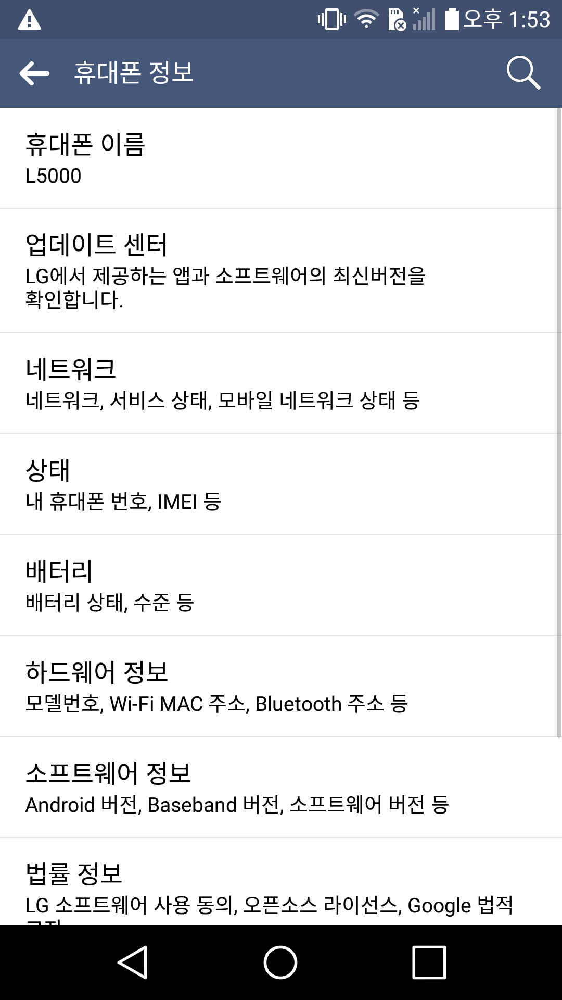 오후 1:53
휴대폰 정보
휴대폰 이름
L5000
업데이트 센터
LG에서 제공하는 앱과 소프트웨어의 최신버전을
확인합니다.
네트워크
네트워크, 서비스 상태, 모바일 네트워크 상태 등
상태
내 휴대폰 번호, IMEI 등
배터리
배터리 상태, 수준 등
하드웨어 정보
모델번호, Wi-Fi MAC 주소, Bluetooth 주소 등
소프트웨어 정보
Android 버전, Baseband 버전, 소프트웨어 버전 등
법률 정보
LG 소프트웨어 사용 동의, 오픈소스 라이선스, Google 법적